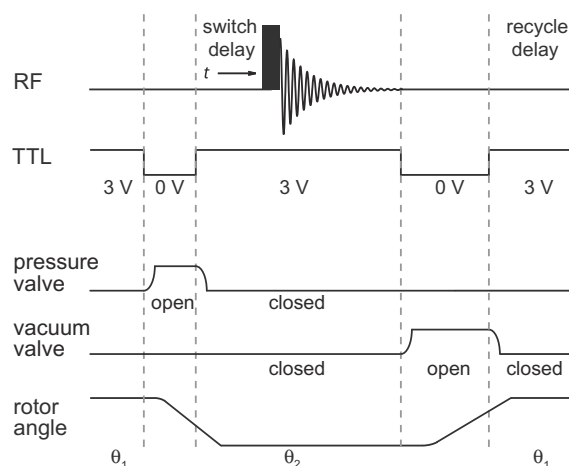 switch
delay
recycle
delay
t
RF
TTL
3 V 0 V 3 V 0 V 3 V
pressure
valve
open closed
vacuum
valve
closed open closed
rotor
angle
θ1 θ2 θ1